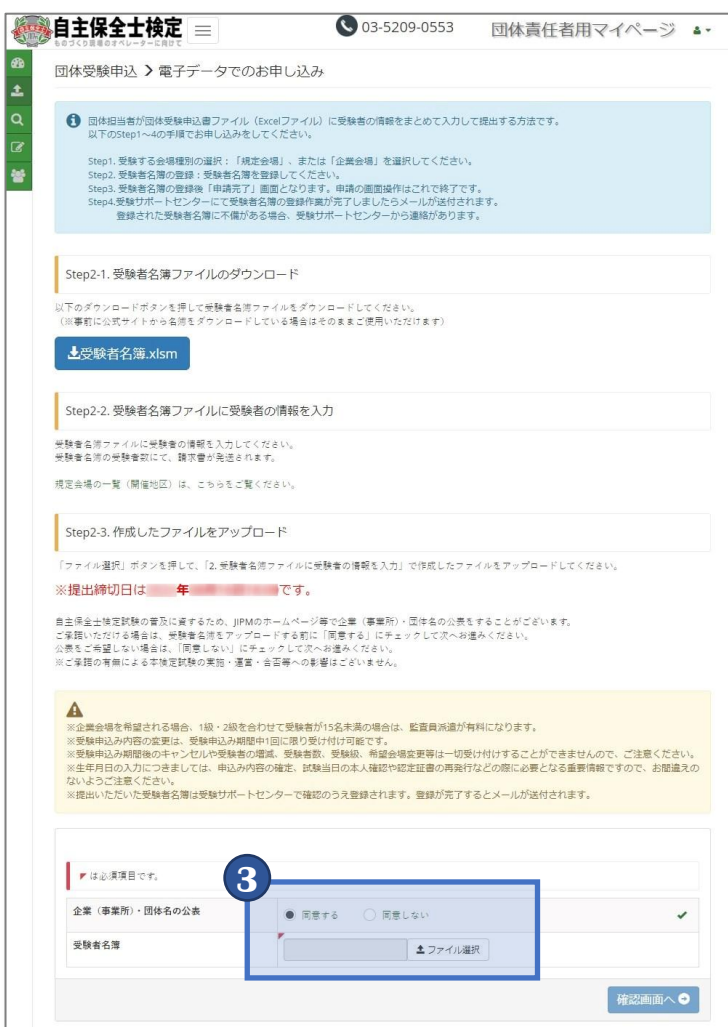 自主保全士検定
ものづくり現場のオペレーターに向けて
03-5209-0553
団体責任者用マイページ
団体受験申込 > 電子データでのお申し込み
団体担当者が団体受験申込書ファイル（Excelファイル）に受験者の情報をまとめて入力して提出する方法です。
以下のStep1～4の手順でお申し込みをしてください。
Step1. 受験する会場種別の選択：「規定会場」、または「企業会場」を選択してください。
Step2. 受験者名簿の登録：受験者名簿を登録してください。
Step3. 受験者名簿の登録後「申請完了」画面となります。申請の画面操作はこれで終了です。
Step4.受験サポートセンターにて受験者名簿の登録作業が完了しましたらメールが送付されます。
登録された受験者名簿に不備がある場合、受験サポートセンターから連絡があります。
Step2-1. 受験者名簿ファイルのダウンロード
以下のダウンロードボタンを押して受験者名簿ファイルをダウンロードしてください。
（※事前に公式サイトから名簿をダウンロードしている場合はそのままご使用いただけます）
受験者名簿.xlsm
Step2-2. 受験者名簿ファイルに受験者の情報を入力
受験者名簿ファイルに受験者の情報を入力してください。
受験者名簿の受験者数にて、請求書が発送されます。
規定会場の一覧（開催地区）は、こちらをご覧ください。
Step2-3. 作成したファイルをアップロード
「ファイル選択」ボタンを押して、「2. 受験者名簿ファイルに受験者の情報を入力」で作成したファイルをアップロードしてください。
※提出締切日は 年 です。
自主保全士検定試験の普及に資するため、JIPMのホームページ等で企業（事業所）・団体名の公表をすることがございます。
ご承諾いただける場合は、受験者名簿をアップロードする前に「同意する」にチェックして次へお進みください。
公表をご希望しない場合は、「同意しない」にチェックして次へお進みください。
※ご承諾の有無による本検定試験の実施・運営・合否等への影響はございません。
※企業会場を希望される場合、1級・2級を合わせて受験者が15名未満の場合は、監査員派遣が有料になります。
※受験申込み内容の変更は、受験申込み期間中1回に限り受け付け可能です。
※受験申込み期間後のキャンセルや受験者の増減、受験者数、受験級、希望会場変更等は一切受け付けすることができませんので、ご注意ください。
※生年月日の入力につきましては、申込み内容の確定、試験当日の本人確認や認定証書の再発行などの際に必要となる重要情報ですので、お間違えの
ないようご注意ください。
※提出いただいた受験者名簿は受験サポートセンターで確認のうえ登録されます。登録が完了するとメールが送付されます。
は必須項目です。
3
企業（事業所）・団体名の公表
同意する 同意しない
受験者名簿
ファイル選択
確認画面へ